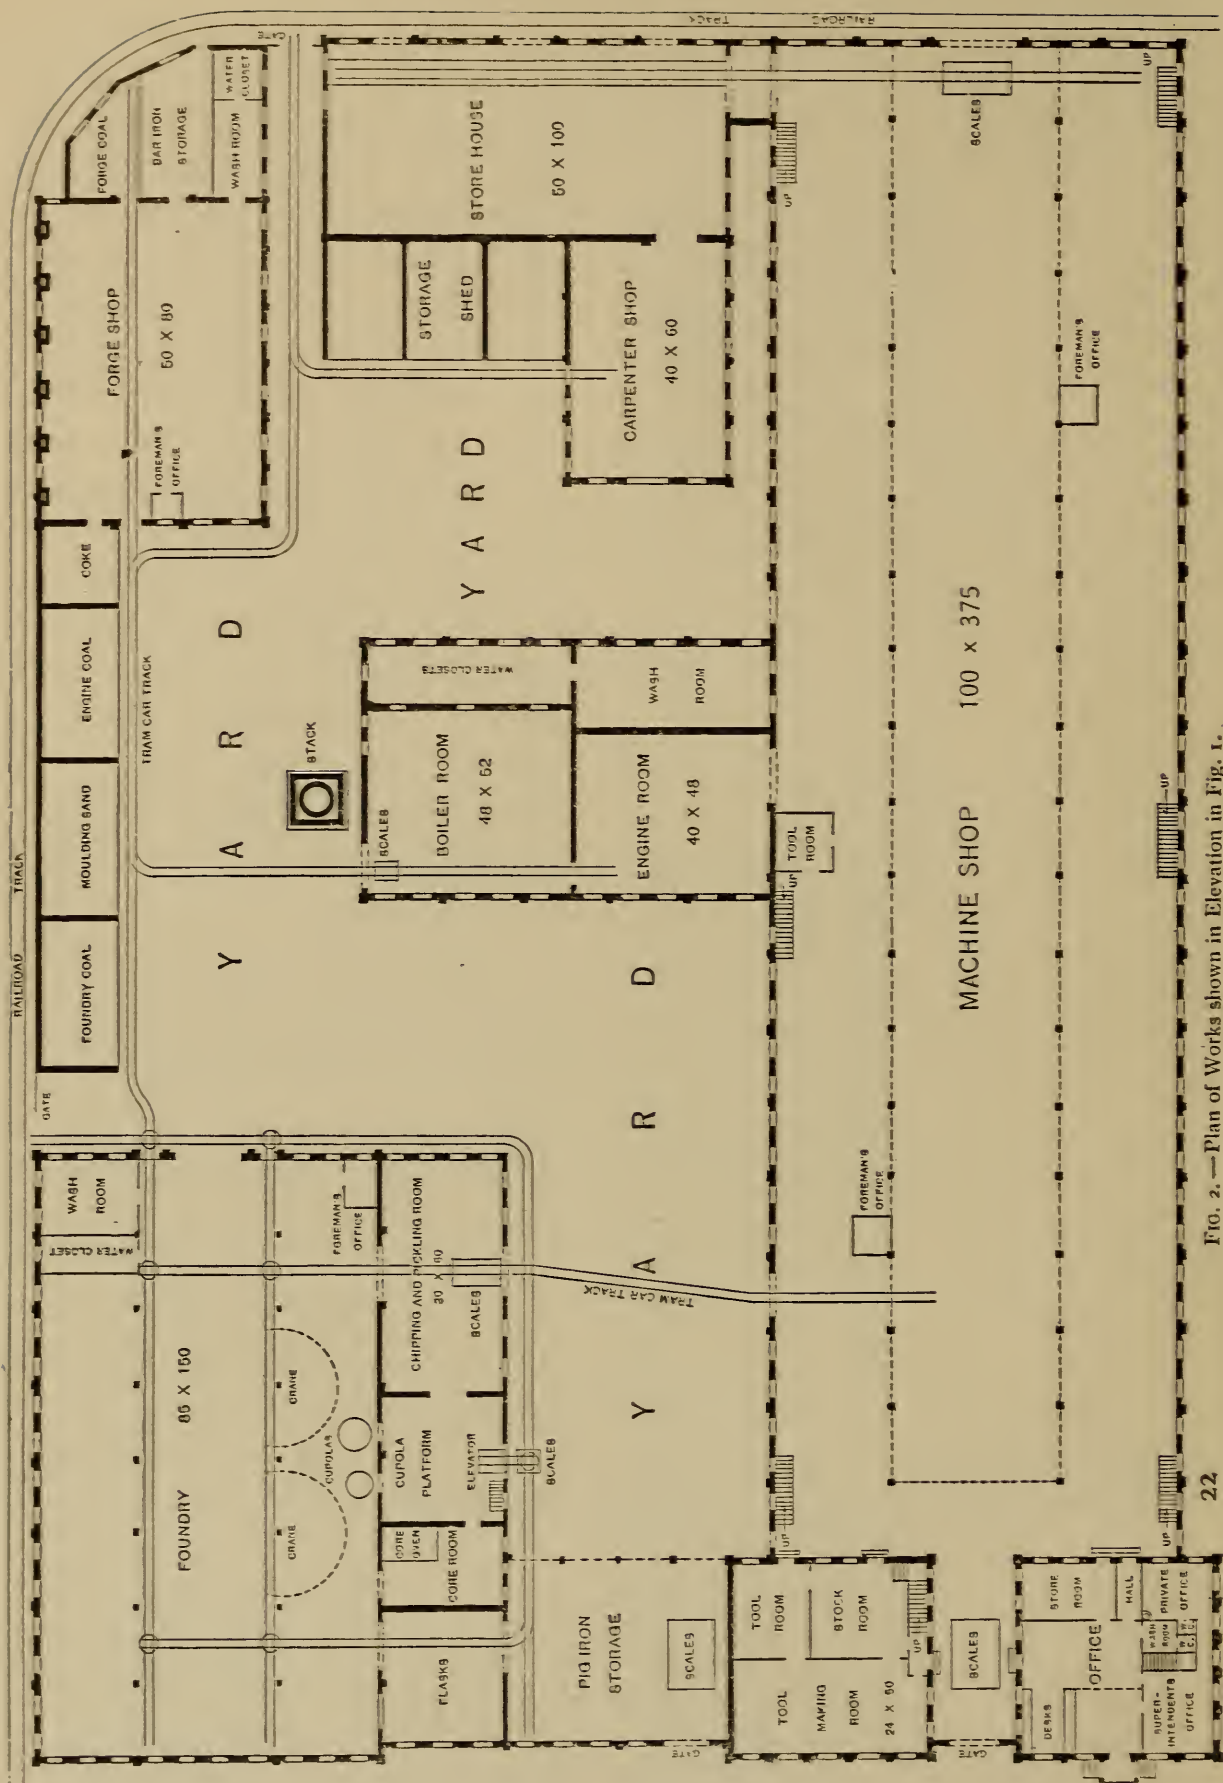 RAILROAD TRACK
RAILROAD TRACK
GATE
FORGE COAL
BAR IRON
STORAGE
WASH ROOM
WATER
CLOSET
FORGE SHOP
50 X 80
FOREMAN'S
OFFICE
COKE
ENGINE COAL
MOULDING SAND
FOUNDRY COAL
TRAM CAR TRACK
GATE
STORE HOUSE
50 X 100
STORAGE
SHED
CARPENTER SHOP
40 X 60
YARD
YARD
YARD
STACK
SCALES
BOILER ROOM
48 X 52
WATER CLOSETS
ENGINE ROOM
40 X 48
WASH
ROOM
WASH
ROOM
WATER CLOSET
FOREMAN'S
OFFICE
FOUNDRY 85 X 150
CRANE
CRANE
CUPOLAS
CHIPPING AND PICKLING ROOM
30 X 60
SCALES
CUPOLA
PLATFORM
ELEVATOR
SCALES
CORE
OVEN
CORE ROOM
FLASKS
TRAM CAR TRACK
PIG IRON
STORAGE
SCALES
GATE
TOOL
ROOM
STOCK
ROOM
UP
TOOL
MAKING
ROOM
24 X 50
SCALES
GATE
STORE
ROOM
HALL
PRIVATE
OFFICE
WASH
ROOM
W.
C.
W.
C.
OFFICE
DESKS
SUPER-
INTENDENTS
OFFICE
MACHINE SHOP 100 X 375
TOOL
ROOM
FOREMAN'S
OFFICE
FOREMAN'S
OFFICE
SCALES
UP
UP
UP
UP
UP
UP
22
FIG. 2.—Plan of Works shown in Elevation in Fig. 1.